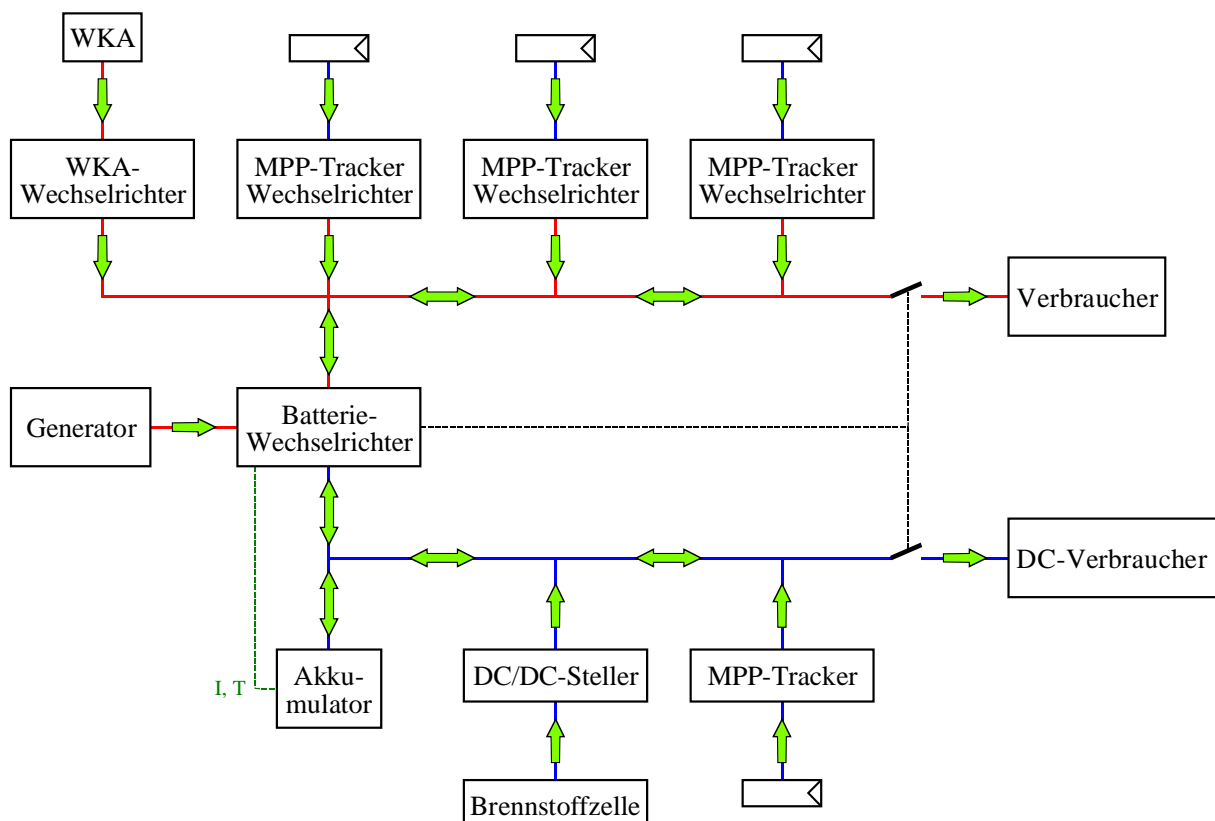 WKA
WKA-
Wechselrichter
MPP-Tracker
Wechselrichter
MPP-Tracker
Wechselrichter
MPP-Tracker
Wechselrichter
Verbraucher
Generator
Batterie-
Wechselrichter
DC-Verbraucher
I, T
Akku-
mulator
DC/DC-Steller
MPP-Tracker
Brennstoffzelle